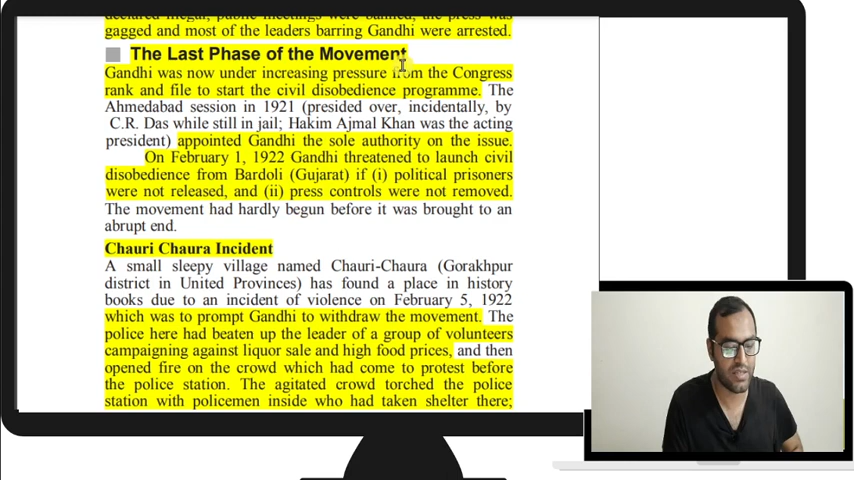 declared illegal, public meetings were banned, the press was
gagged and most of the leaders barring Gandhi were arrested.
The Last Phase of the Movement
Gandhi was now under increasing pressure from the Congress
rank and file to start the civil disobedience programme. The
Ahmedabad session in 1921 (presided over, incidentally, by
C.R. Das while still in jail; Hakim Ajmal Khan was the acting
president) appointed Gandhi the sole authority on the issue.
On February 1, 1922 Gandhi threatened to launch civil
disobedience from Bardoli (Gujarat) if (i) political prisoners
were not released, and (ii) press controls were not removed.
The movement had hardly begun before it was brought to an
abrupt end.
Chauri Chaura Incident
A small sleepy village named Chauri-Chaura (Gorakhpur
district in United Provinces) has found a place in history
books due to an incident of violence on February 5, 1922
which was to prompt Gandhi to withdraw the movement. The
police here had beaten up the leader of a group of volunteers
campaigning against liquor sale and high food prices, and then
opened fire on the crowd which had come to protest before
the police station. The agitated crowd torched the police
station with policemen inside who had taken shelter there;